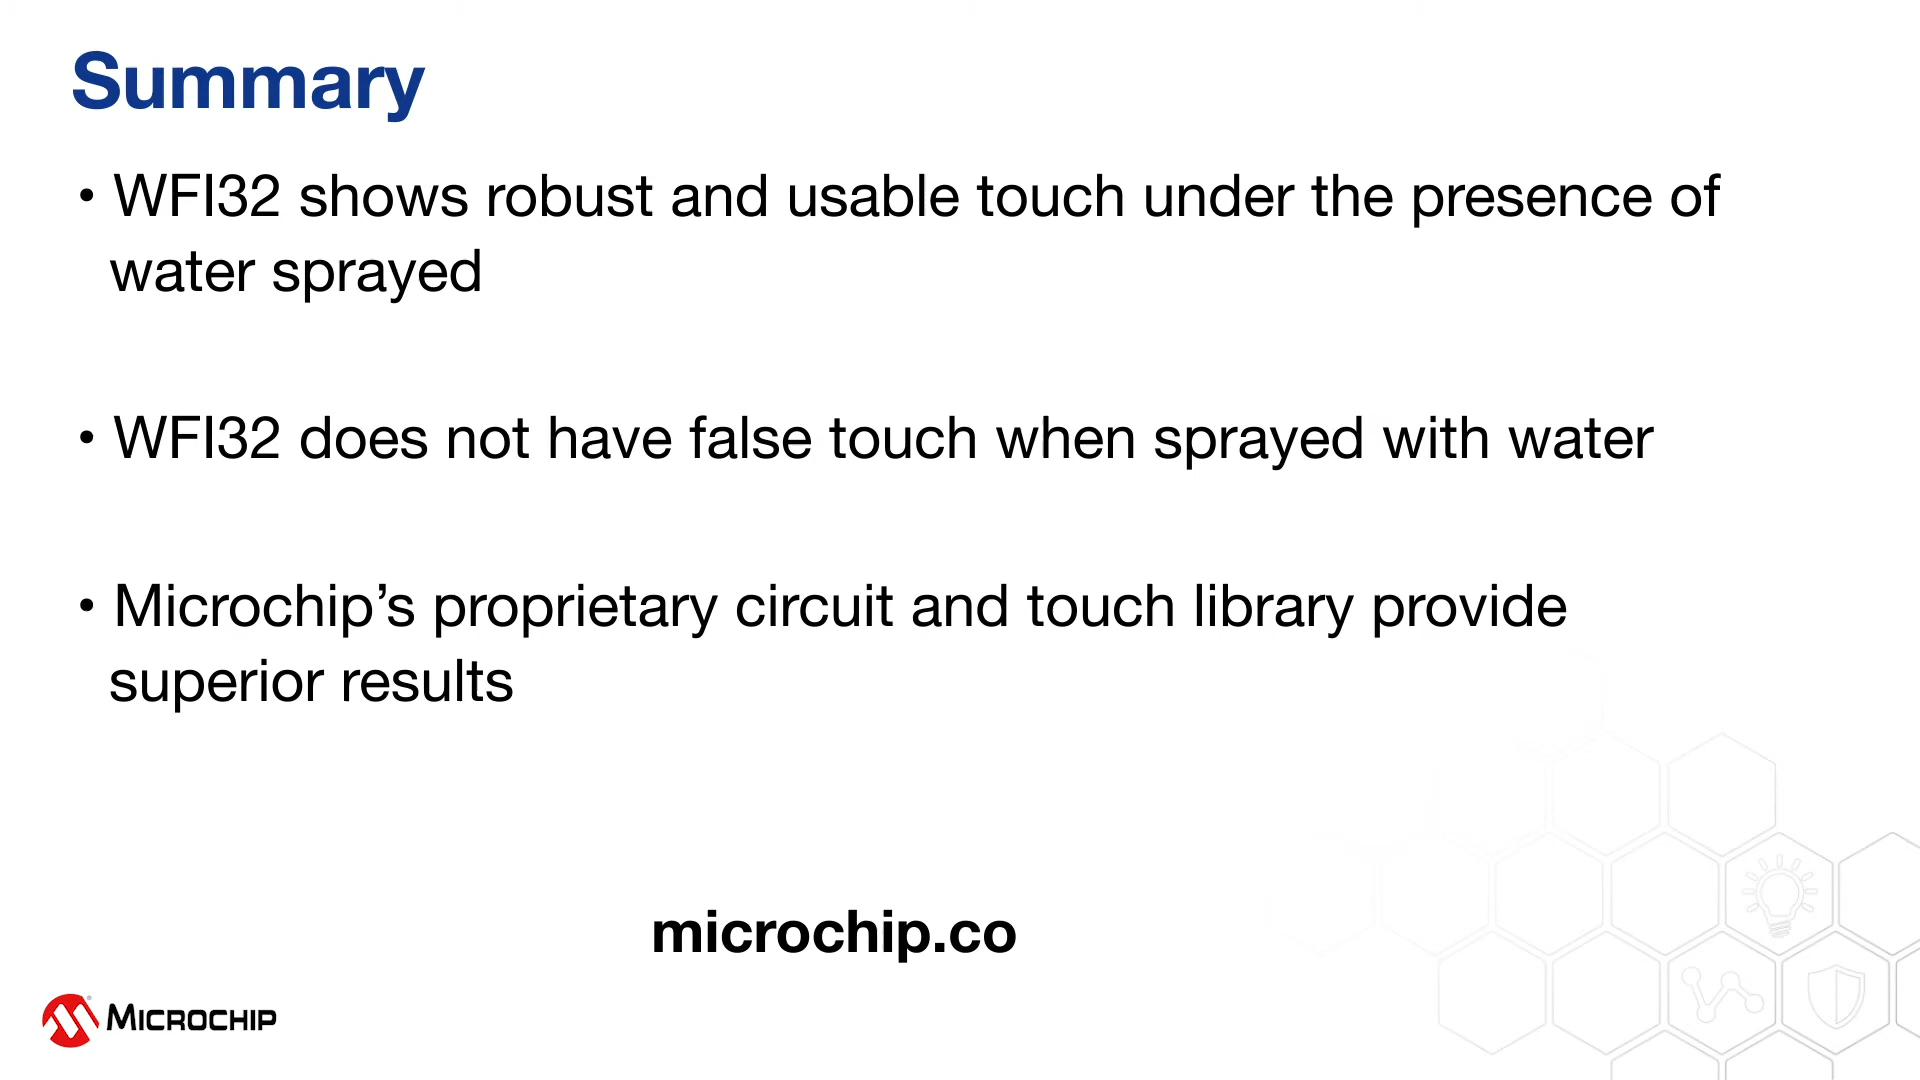 Summary
• WFI32 shows robust and usable touch under the presence of
water sprayed
• WFI32 does not have false touch when sprayed with water
• Microchip’s proprietary circuit and touch library provide
superior results
microchip.co
MICROCHIP